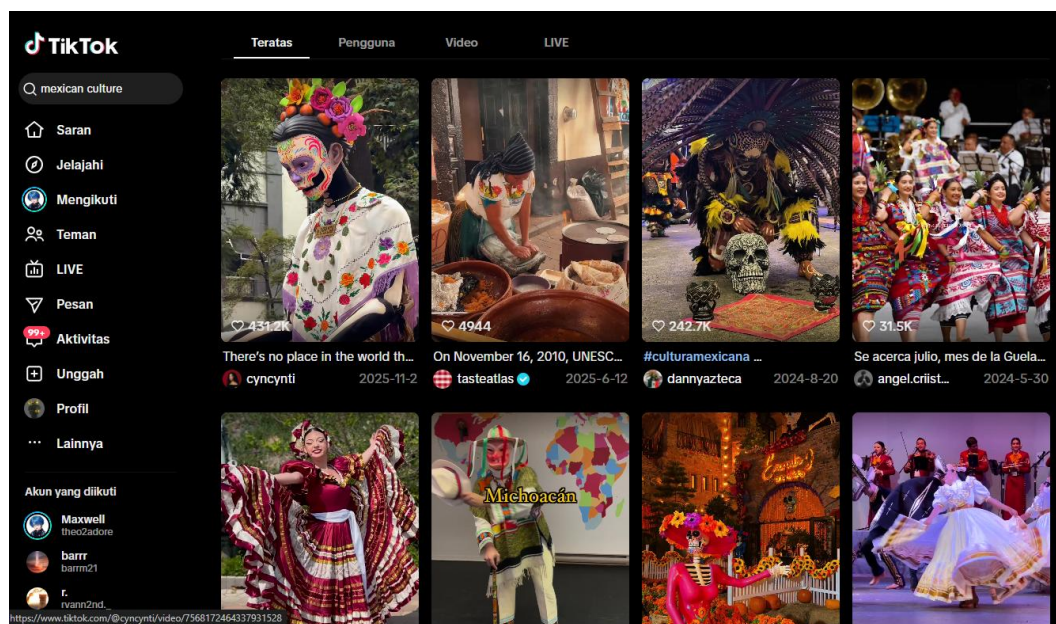 TikTok
mexican culture
Saran
Jelajahi
Mengikuti
Teman
LIVE
Pesan
99+
Aktivitas
Unggah
Profil
Lainnya
Akun yang diikuti
Maxwell
theo2adore
barrr
barrm21
r.
rvann2nd._
https://www.tiktok.com/@cyncynti/video/7568172464337931528
Teratas Pengguna Video LIVE
431.2K
There's no place in the world th...
cyncynti 2025-11-2
4944
On November 16, 2010, UNESC...
tasteatlas 2025-6-12
242.7K
#culturamexicana ...
dannyazteca 2024-8-20
31.5K
Se acerca julio, mes de la Guela...
angel.criist... 2024-5-30
Michoacán